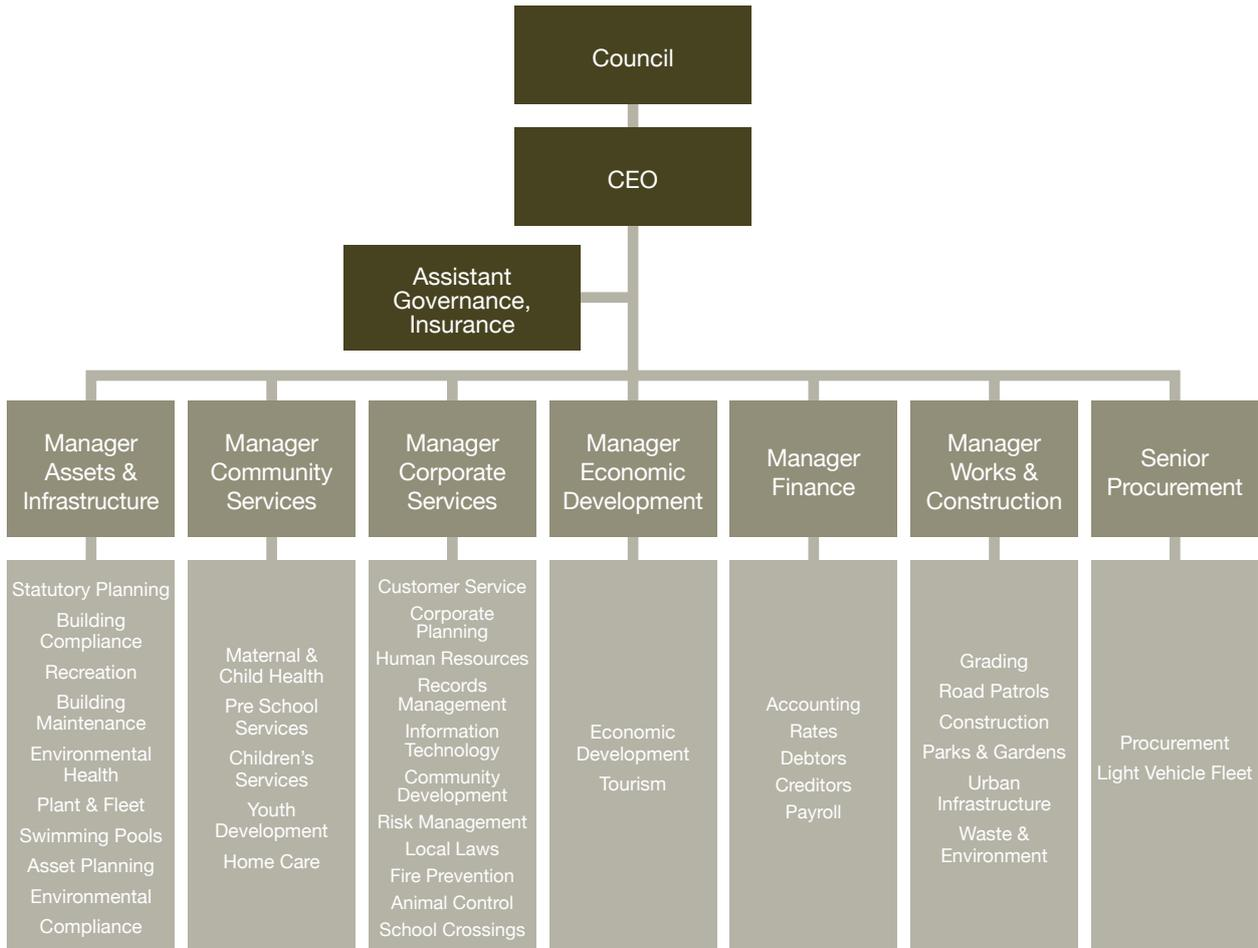 Council
CEO
Assistant
Governance,
Insurance
Manager
Assets &
Infrastructure
Manager
Community
Services
Manager
Corporate
Services
Manager
Economic
Development
Manager
Finance
Manager
Works &
Construction
Senior
Procurement
Statutory Planning
Building
Compliance
Recreation
Building
Maintenance
Environmental
Health
Plant & Fleet
Swimming Pools
Asset Planning
Environmental
Compliance
Maternal &
Child Health
Pre School
Services
Children's
Services
Youth
Development
Home Care
Customer Service
Corporate
Planning
Human Resources
Records
Management
Information
Technology
Community
Development
Risk Management
Local Laws
Fire Prevention
Animal Control
School Crossings
Economic
Development
Tourism
Accounting
Rates
Debtors
Creditors
Payroll
Grading
Road Patrols
Construction
Parks & Gardens
Urban
Infrastructure
Waste &
Environment
Procurement
Light Vehicle Fleet